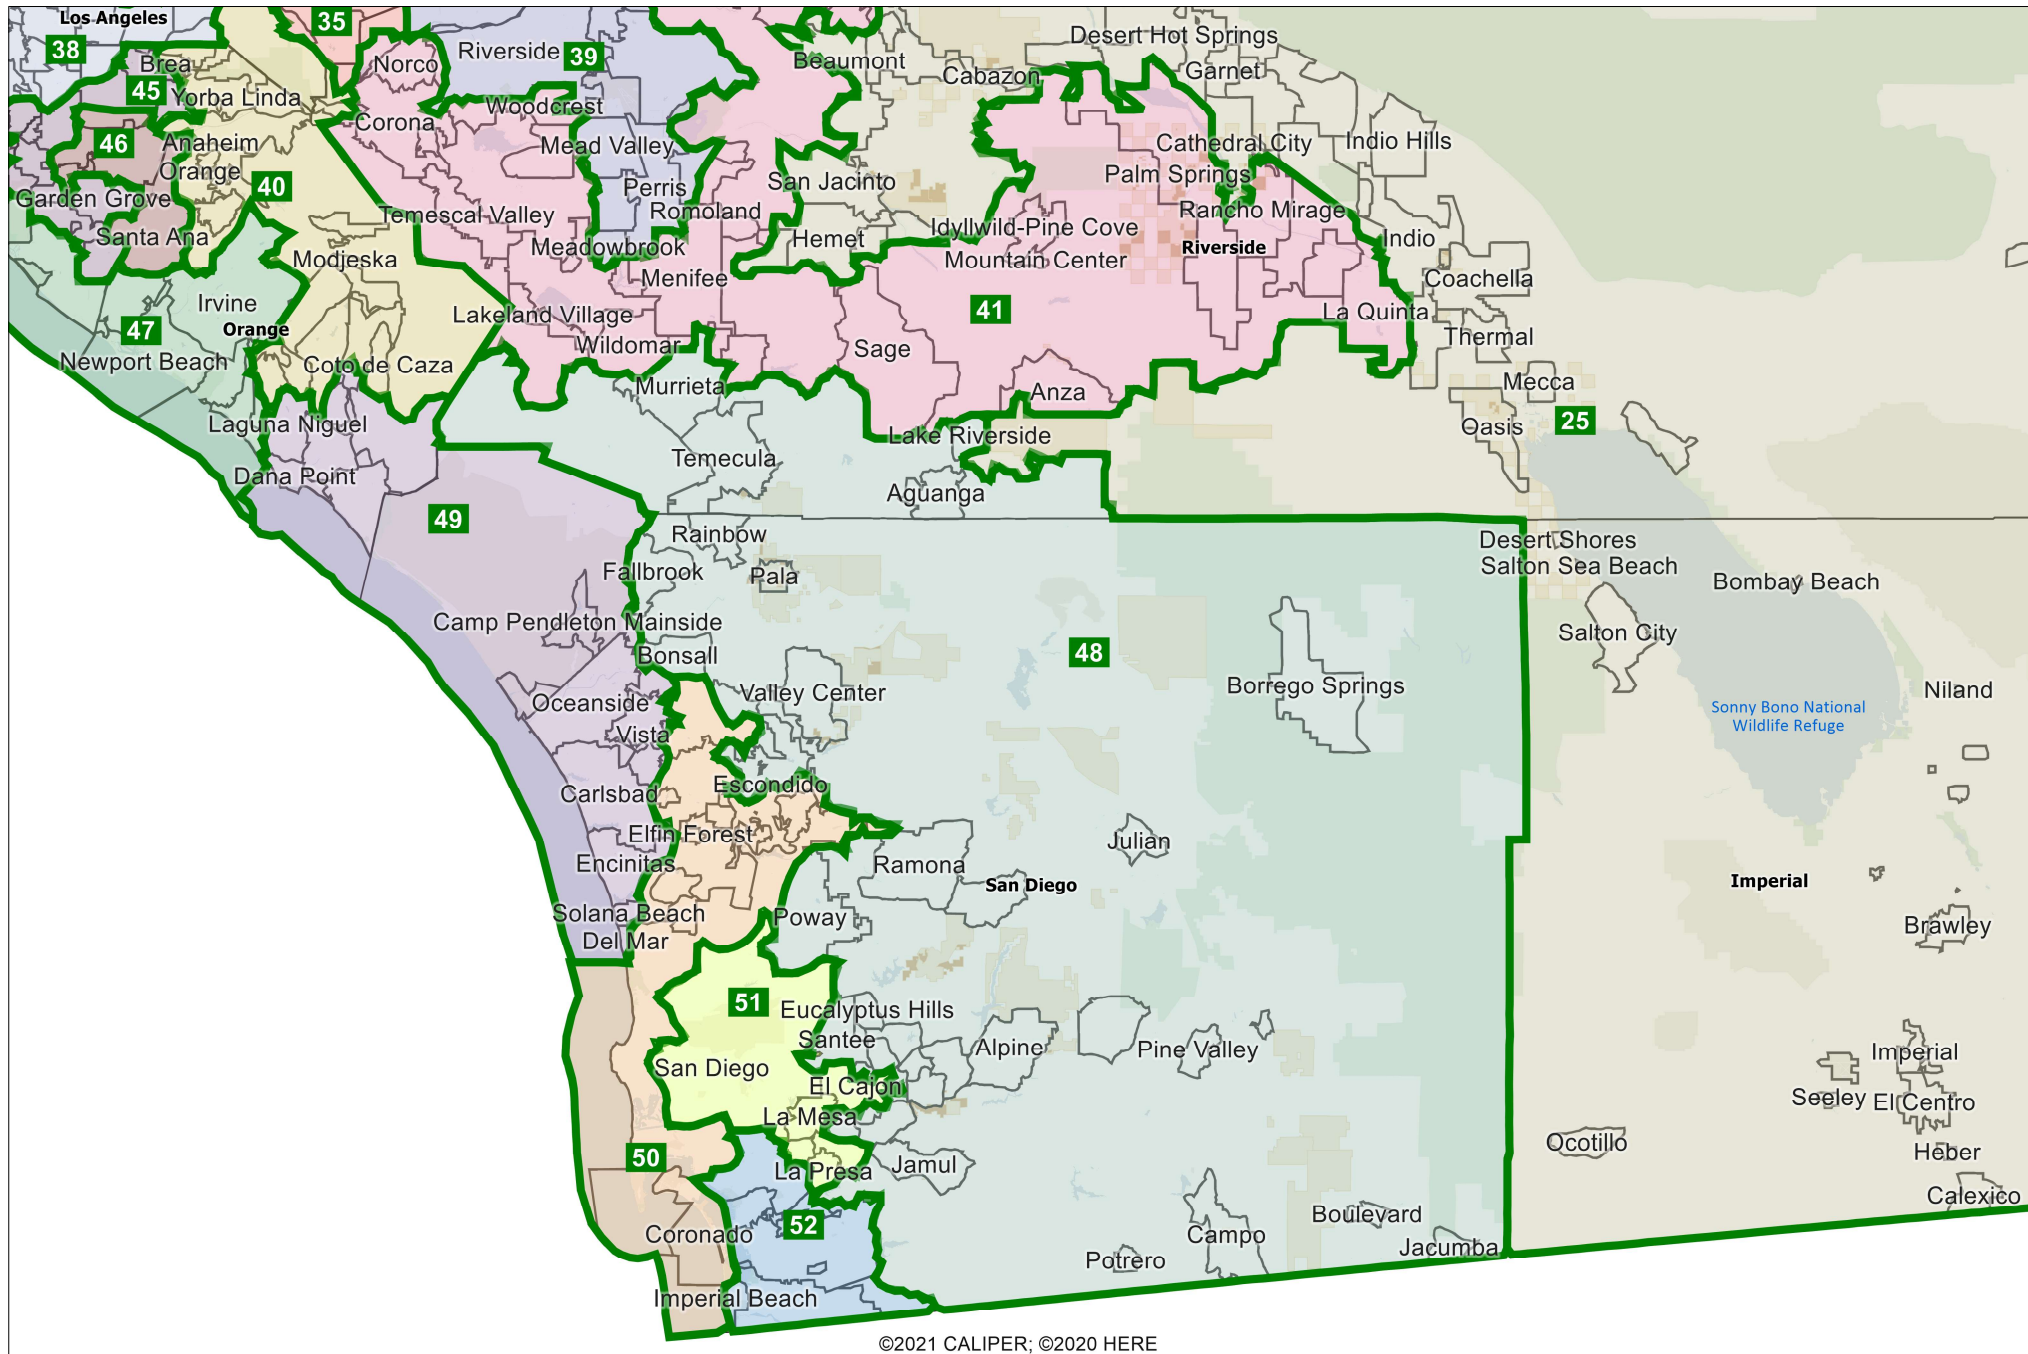 Los Angeles
35
38
Riverside
39
Desert Hot Springs
Norco
Brea
Beaumont
Cabazon
Garnet
45
Yorba Linda
Woodcrest
Corona
46
Anaheim
Mead Valley
Cathedral City
Indio Hills
Orange
40
Perris
San Jacinto
Palm Springs
Garden Grove
Temescal Valley
Romoland
Rancho Mirage
Santa Ana
Meadowbrook
Hemet
Idyllwild-Pine Cove
Riverside
Indio
Modjeska
Menifee
Mountain Center
Coachella
Irvine
Lakeland Village
41
La Quinta
47
Orange
Wildomar
Sage
Thermal
Newport Beach
Coto de Caza
Murrieta
Anza
Mecca
Laguna Niguel
Lake Riverside
Oasis
25
Dana Point
Temecula
Aguanga
49
Rainbow
Desert Shores
Fallbrook
Pala
Salton Sea Beach
Bombay Beach
Camp Pendleton Mainside
Bonsall
48
Salton City
Oceanside
Valley Center
Borrego Springs
Niland
Vista
Sonny Bono National
Wildlife Refuge
Carlsbad
Escondido
Elfin Forest
Julian
Encinitas
Ramona
San Diego
Imperial
Solana Beach
Poway
Brawley
Del Mar
51
Eucalyptus Hills
Santee
Alpine
Pine Valley
Imperial
San Diego
El Cajon
Seeley
El Centro
La Mesa
Ocotillo
Heber
50
La Presa
Jamul
Calexico
Coronado
52
Campo
Boulevard
Jacumba
Potrero
Imperial Beach
©2021 CALIPER; ©2020 HERE